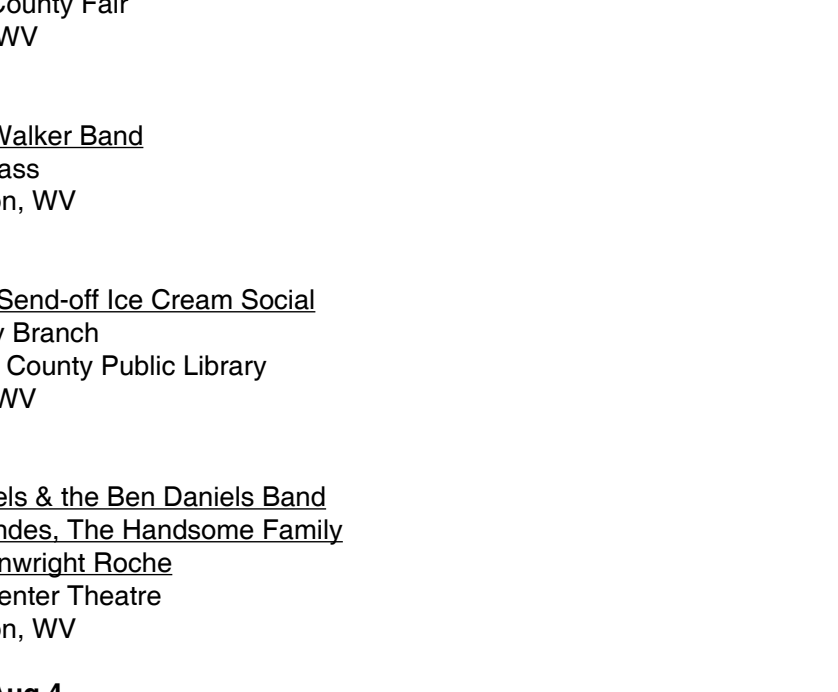 County Fair
WV
Walker Band
ass
on, WV
Send-off Ice Cream Social
y Branch
County Public Library
WV
els & the Ben Daniels Band
ndes, The Handsome Family
nwright Roche
enter Theatre
on, WV
Aug 4